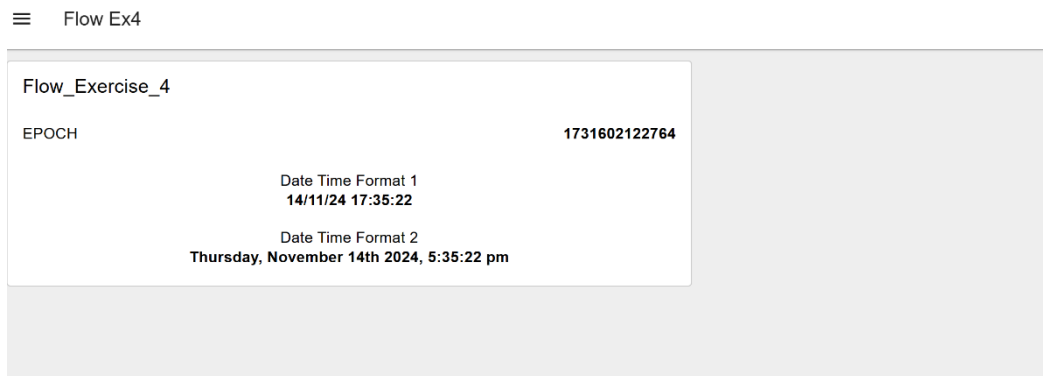 Flow Ex4
Flow_Exercise_4
EPOCH 1731602122764
Date Time Format 1
14/11/24 17:35:22
Date Time Format 2
Thursday, November 14th 2024, 5:35:22 pm